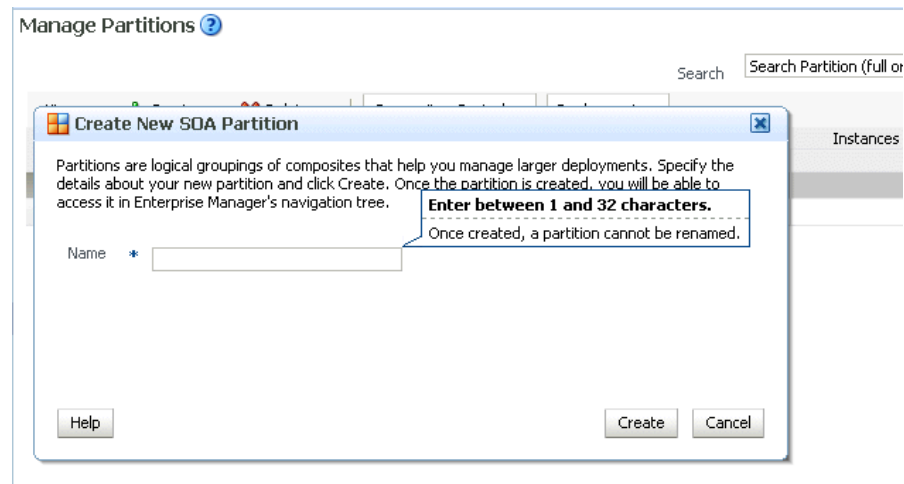 Manage Partitions
Search
Search Partition (full or
Create New SOA Partition
Instances
Partitions are logical groupings of composites that help you manage larger deployments. Specify the
details about your new partition and click Create. Once the partition is created, you will be able to
access it in Enterprise Manager's navigation tree.
Enter between 1 and 32 characters.
Once created, a partition cannot be renamed.
Name *
Help
Create
Cancel